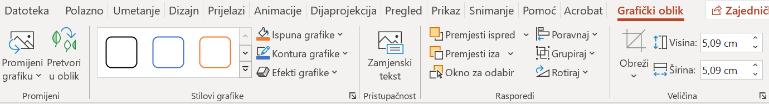 Datoteka Polazno Umetanje Dizajn Prijelazi Animacije Dijaprojekcija Pregled Prikaz Snimanje Pomoć Acrobat Grafički oblik Zajednič
Promijeni grafiku
Pretvori u oblik
Promijeni
Ispuna grafike
Kontura grafike
Efekti grafike
Stilovi grafike
Zamjenski tekst
Pristupačnost
Premjesti ispred
Premjesti iza
Okno za odabir
Poravnaj
Grupiraj
Rotiraj
Rasporedi
Obreži
Visina: 5,09 cm
Širina: 5,09 cm
Veličina